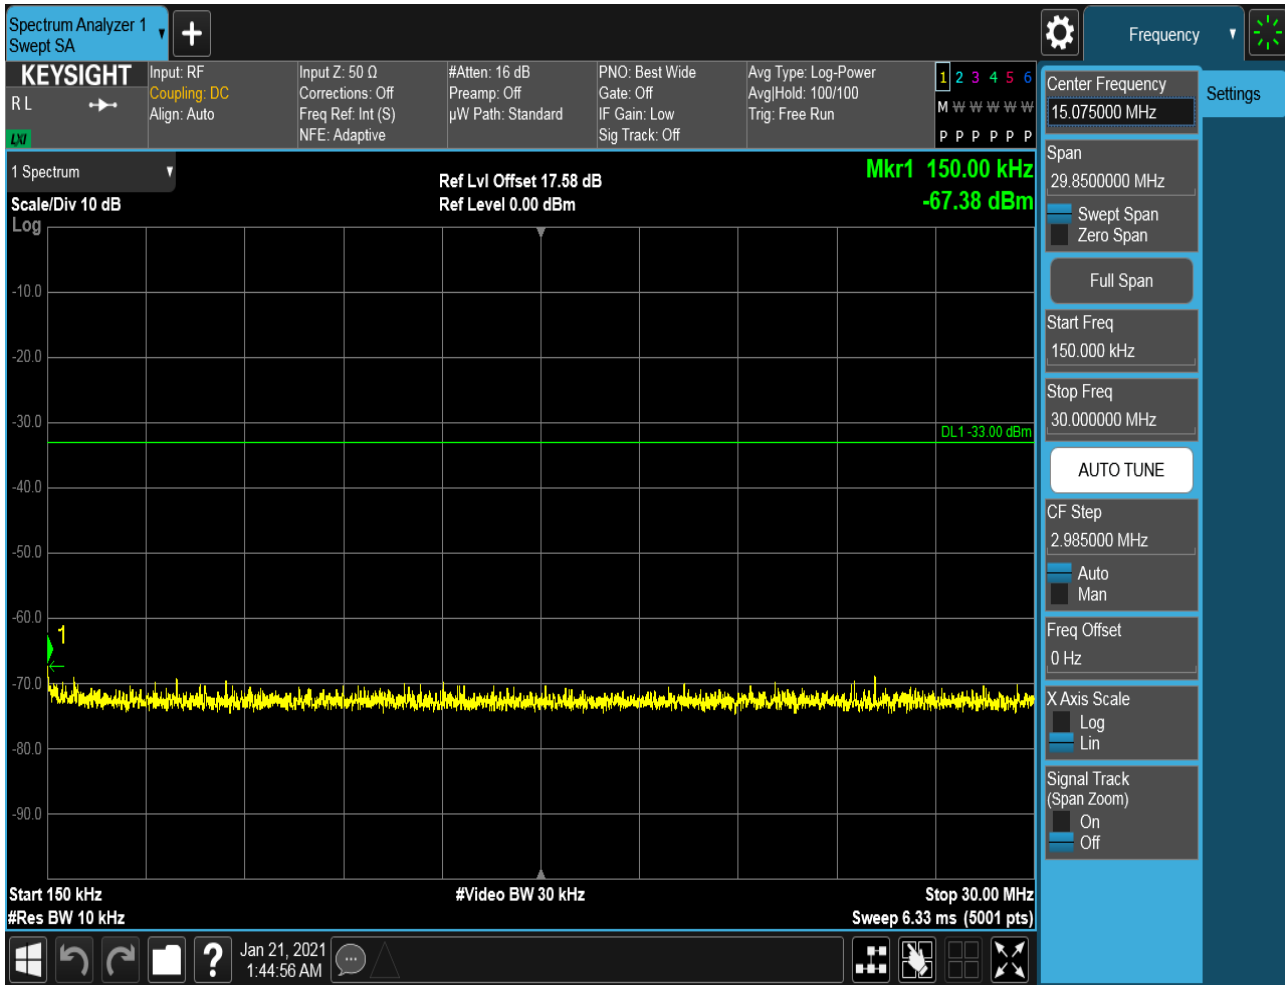 Spectrum Analyzer 1
Swept SA
+
Frequency
KEYSIGHT
R L
LXI
Input: RF
Coupling: DC
Align: Auto
Input Z: 50 Ω
Corrections: Off
Freq Ref: Int (S)
NFE: Adaptive
#Atten: 16 dB
Preamp: Off
µW Path: Standard
PNO: Best Wide
Gate: Off
IF Gain: Low
Sig Track: Off
Avg Type: Log-Power
Avg|Hold: 100/100
Trig: Free Run
1 2 3 4 5 6
M W W W W W
P P P P P P
1 Spectrum
Scale/Div 10 dB
Log
Ref Lvl Offset 17.58 dB
Ref Level 0.00 dBm
Mkr1 150.00 kHz
-67.38 dBm
-10.0
-20.0
-30.0
DL1 -33.00 dBm
-40.0
-50.0
-60.0
1
-70.0
-80.0
-90.0
Start 150 kHz
#Res BW 10 kHz
#Video BW 30 kHz
Stop 30.00 MHz
Sweep 6.33 ms (5001 pts)
Center Frequency
15.075000 MHz
Settings
Span
29.8500000 MHz
Swept Span
Zero Span
Full Span
Start Freq
150.000 kHz
Stop Freq
30.000000 MHz
AUTO TUNE
CF Step
2.985000 MHz
Auto
Man
Freq Offset
0 Hz
X Axis Scale
Log
Lin
Signal Track
(Span Zoom)
On
Off
?
Jan 21, 2021
1:44:56 AM